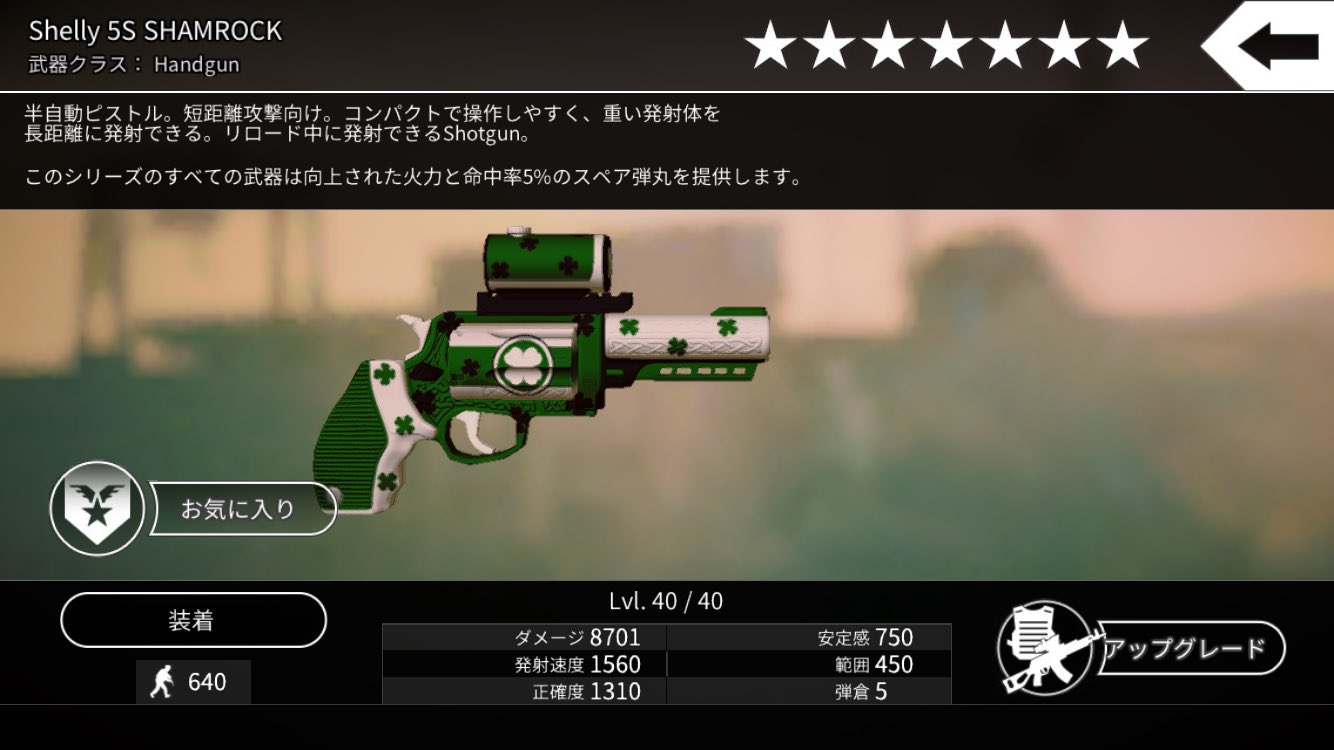 Shelly 5S SHAMROCK
武器クラス： Handgun
半自動ピストル。短距離攻撃向け。コンパクトで操作しやすく、重い発射体を
長距離に発射できる。リロード中に発射できるShotgun。
このシリーズのすべての武器は向上された火力と命中率5%のスペア弾丸を提供します。
お気に入り
装着
640
Lvl. 40 / 40
ダメージ 8701
安定感 750
発射速度 1560
範囲 450
正確度 1310
弾倉 5
アップグレード